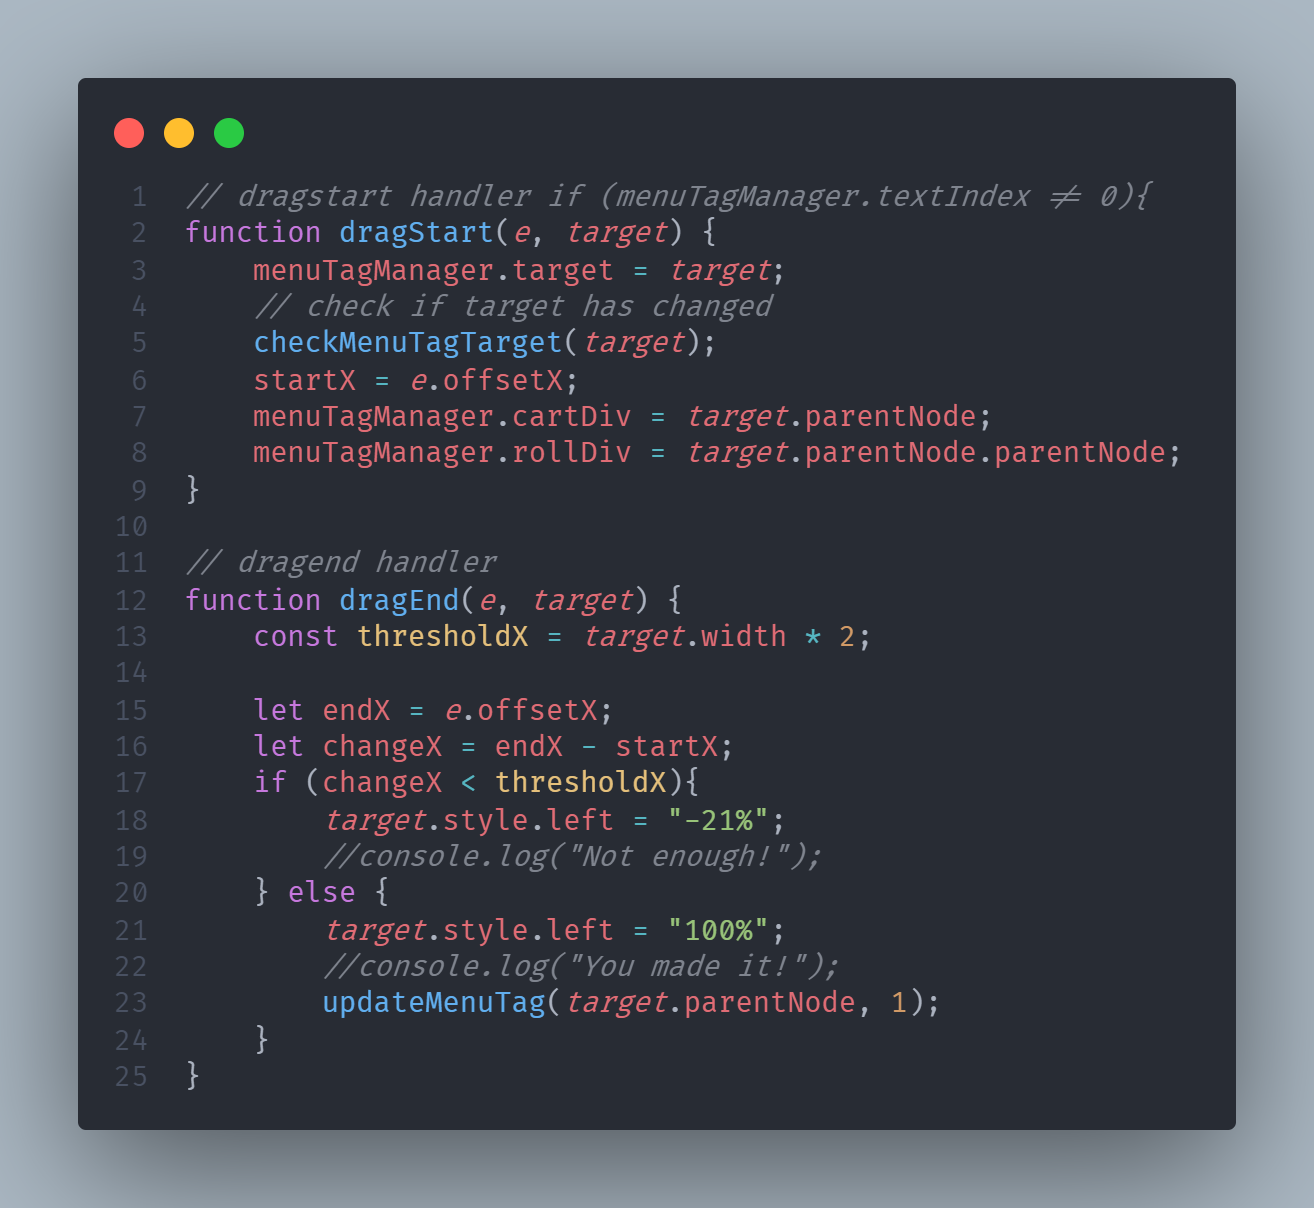 1 // dragstart handler if (menuTagManager.textIndex != 0){
2 function dragStart(e, target) {
3     menuTagManager.target = target;
4     // check if target has changed
5     checkMenuTagTarget(target);
6     startX = e.offsetX;
7     menuTagManager.cartDiv = target.parentNode;
8     menuTagManager.rollDiv = target.parentNode.parentNode;
9 }
10
11 // dragend handler
12 function dragEnd(e, target) {
13     const thresholdX = target.width * 2;
14
15     let endX = e.offsetX;
16     let changeX = endX - startX;
17     if (changeX < thresholdX){
18         target.style.left = "-21%";
19         //console.log("Not enough!");
20     } else {
21         target.style.left = "100%";
22         //console.log("You made it!");
23         updateMenuTag(target.parentNode, 1);
24     }
25 }